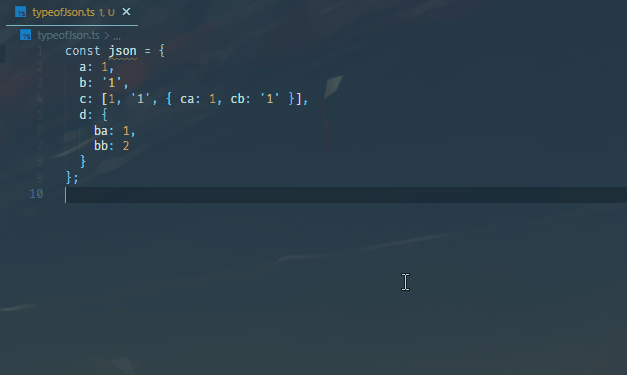 typeofJson.ts 1, U
typeofJson.ts > ...
1 const json = {
2 a: 1,
3 b: '1',
4 c: [1, '1', { ca: 1, cb: '1' }],
5 d: {
6 ba: 1,
7 bb: 2
8 }
9 };
10